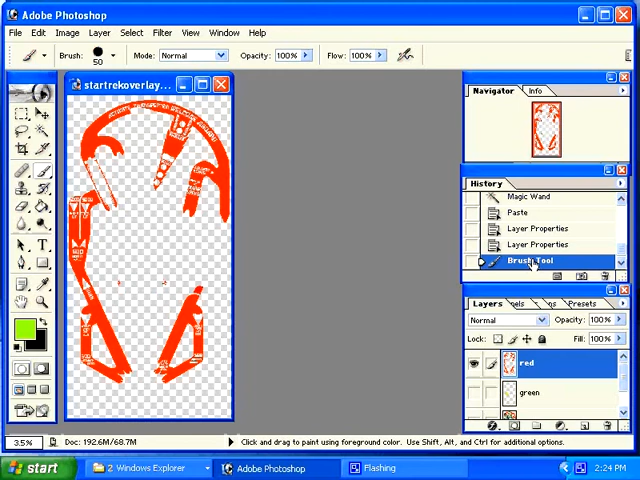 Adobe Photoshop
File Edit Image Layer Select Filter View Window Help
Brush: 50 Mode: Normal Opacity: 100% Flow: 100%
startrekoverlay...
Navigator Info
History
Magic Wand
Paste
Layer Properties
Layer Properties
Brush Tool
Layers Presets
Normal Opacity: 100%
Lock: Fill: 100%
red
green
3.5% Doc: 192.6M/68.7M Click and drag to paint using foreground color. Use Shift, Alt, and Ctrl for additional options.
start 2 Windows Explorer Adobe Photoshop Flashing 2:24 PM